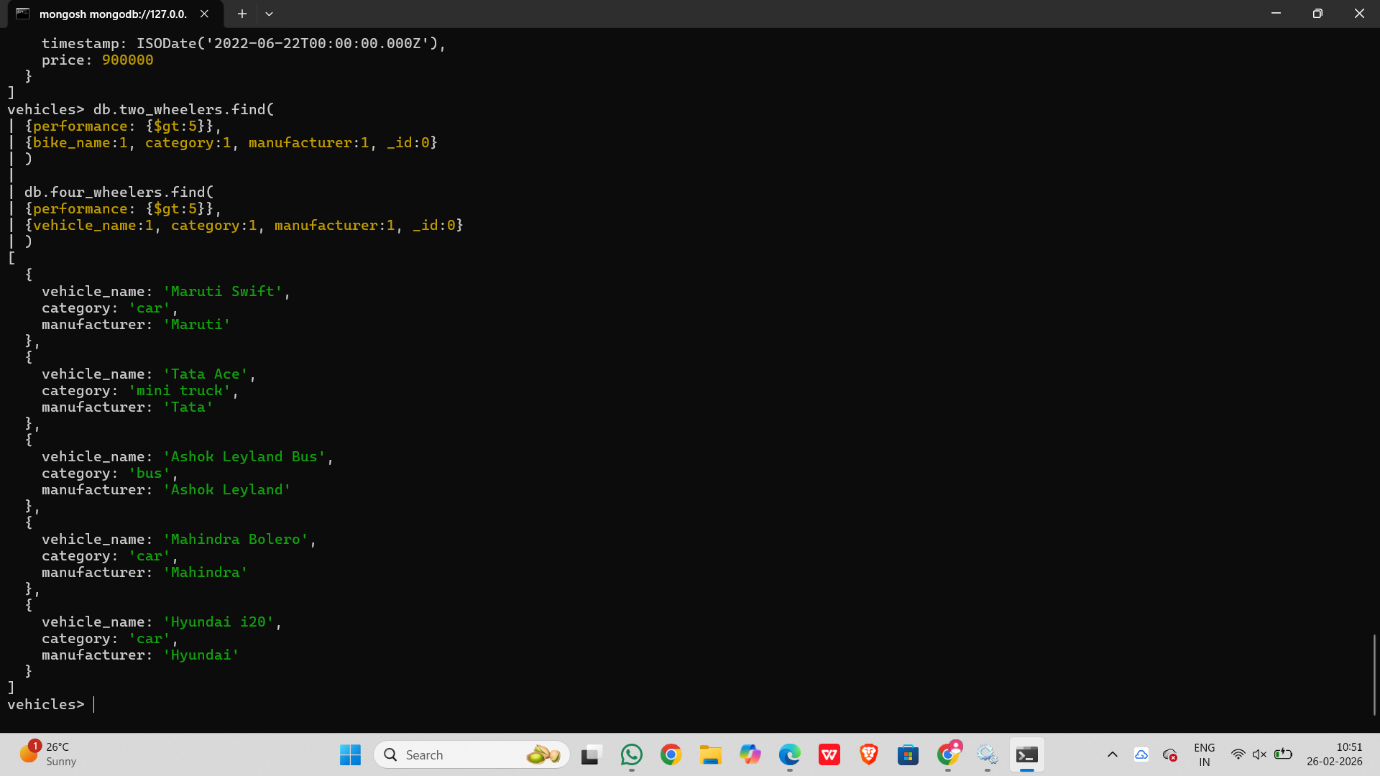 mongosh mongodb://127.0.0.
timestamp: ISODate('2022-06-22T00:00:00.000Z'),
price: 900000
}
]
vehicles> db.two_wheelers.find(
| {performance: {$gt:5}},
| {bike_name:1, category:1, manufacturer:1, _id:0}
| )
|
| db.four_wheelers.find(
| {performance: {$gt:5}},
| {vehicle_name:1, category:1, manufacturer:1, _id:0}
| )
[
{
vehicle_name: 'Maruti Swift',
category: 'car',
manufacturer: 'Maruti'
},
{
vehicle_name: 'Tata Ace',
category: 'mini truck',
manufacturer: 'Tata'
},
{
vehicle_name: 'Ashok Leyland Bus',
category: 'bus',
manufacturer: 'Ashok Leyland'
},
{
vehicle_name: 'Mahindra Bolero',
category: 'car',
manufacturer: 'Mahindra'
},
{
vehicle_name: 'Hyundai i20',
category: 'car',
manufacturer: 'Hyundai'
}
]
vehicles>
1
26°C
Sunny
Search
W
ENG
IN
10:51
26-02-2026